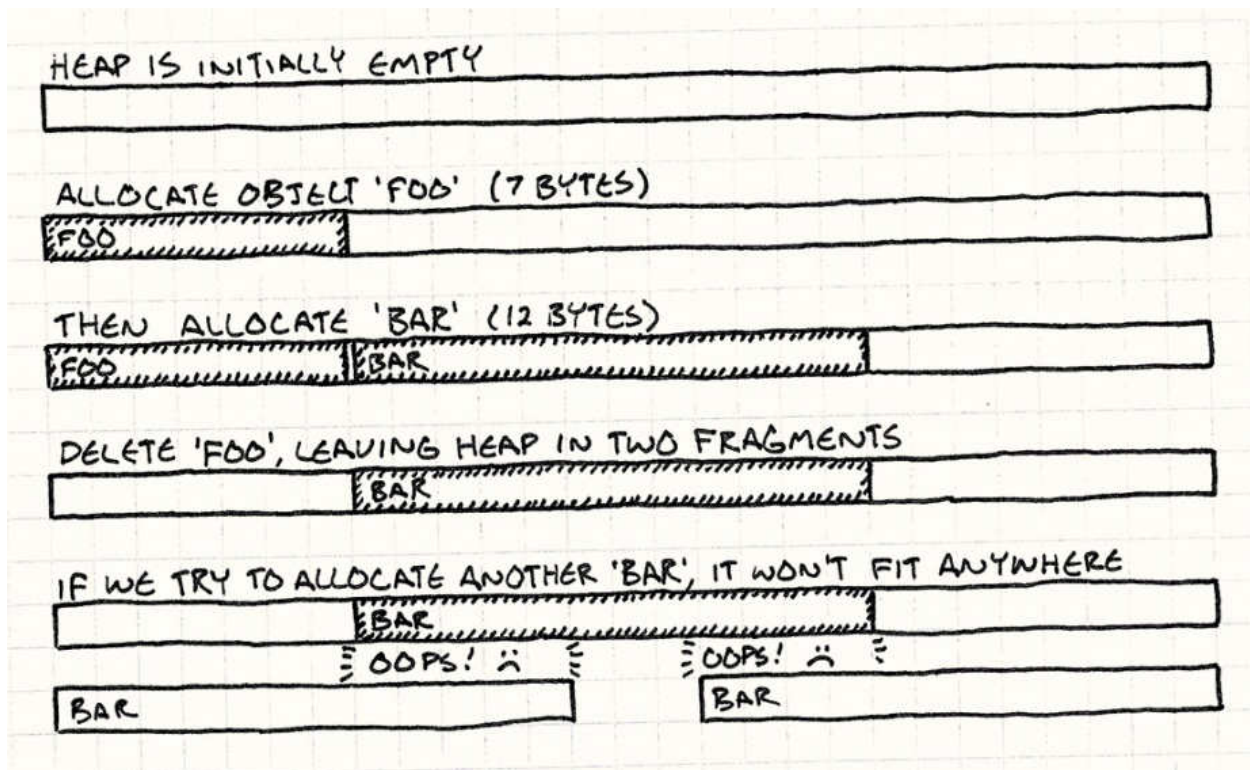 HEAP IS INITIALLY EMPTY
ALLOCATE OBJECT 'FOO' (7 BYTES)
FOO
THEN ALLOCATE 'BAR' (12 BYTES)
FOO BAR
DELETE 'FOO', LEAVING HEAP IN TWO FRAGMENTS
BAR
IF WE TRY TO ALLOCATE ANOTHER 'BAR', IT WON'T FIT ANYWHERE
BAR
OOPS! OOPS!
BAR BAR